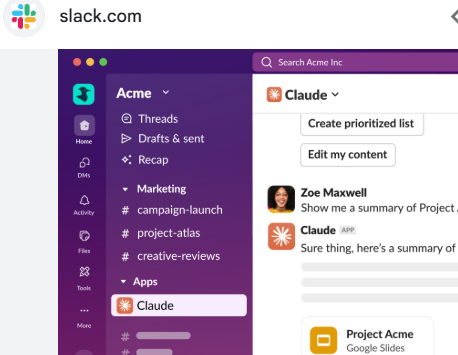 slack.com
Search Acme Inc
Acme
Claude
Threads
Create prioritized list
Home
Drafts & sent
Recap
Edit my content
DMs
Marketing
Zoe Maxwell
Activity
# campaign-launch
Show me a summary of Project
# project-atlas
Claude APP
Files
Sure thing, here's a summary of
# creative-reviews
Tools
Apps
Claude
More
#
Project Acme
Google Slides
#